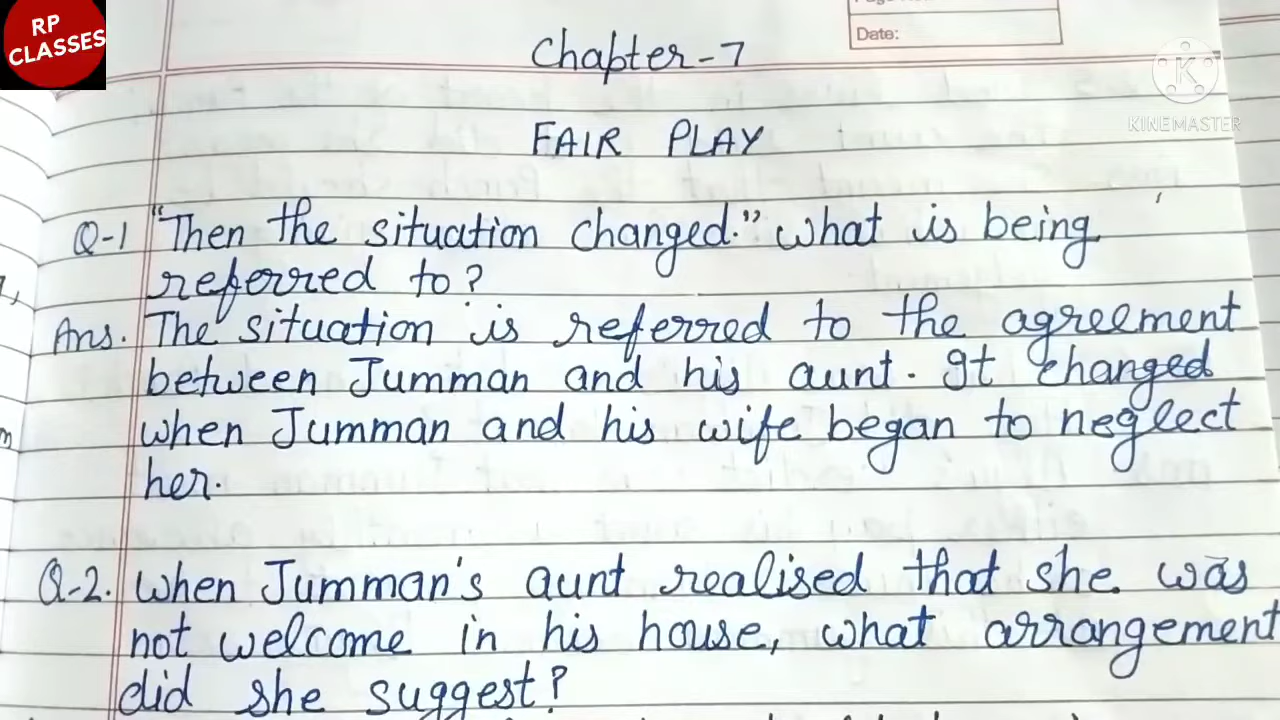 RP
CLASSES
Date:
Chapter-7
KINEMASTER
FAIR PLAY
Q-1 "Then the situation changed." what is being
referred to?
Ans. The situation is referred to the agreement
between Jumman and his aunt. It changed
when Jumman and his wife began to neglect
her.
Q-2. When Jumman's aunt realised that she was
not welcome in his house, what arrangement
did she suggest?